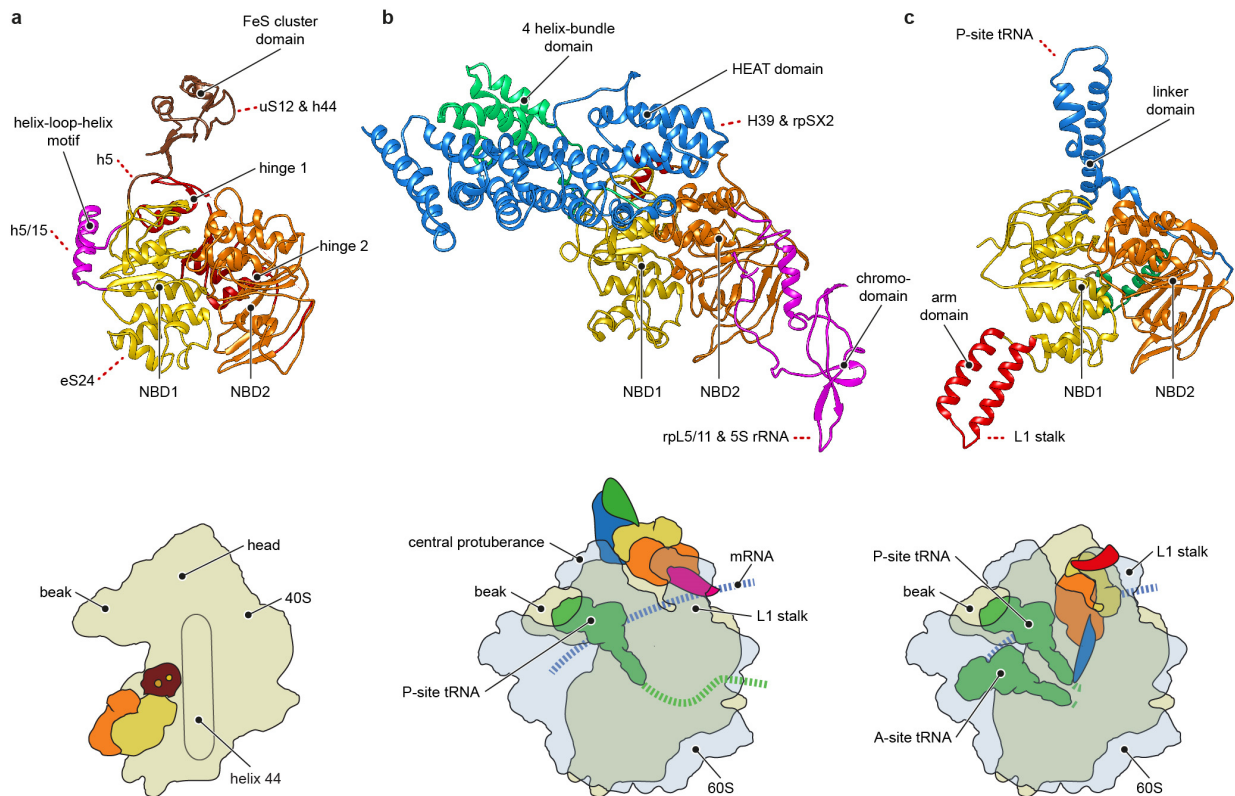 a
FeS cluster
domain
uS12 & h44
helix-loop-helix
motif
h5
hinge 1
h5/15
hinge 2
eS24
NBD1
NBD2
b
4 helix-bundle
domain
HEAT domain
H39 & rpSX2
chromo-
domain
NBD1
NBD2
rpL5/11 & 5S rRNA
c
P-site tRNA
linker
domain
arm
domain
NBD1
NBD2
L1 stalk
head
beak
40S
helix 44
central protuberance
mRNA
beak
L1 stalk
P-site tRNA
60S
P-site tRNA
L1 stalk
beak
A-site tRNA
60S